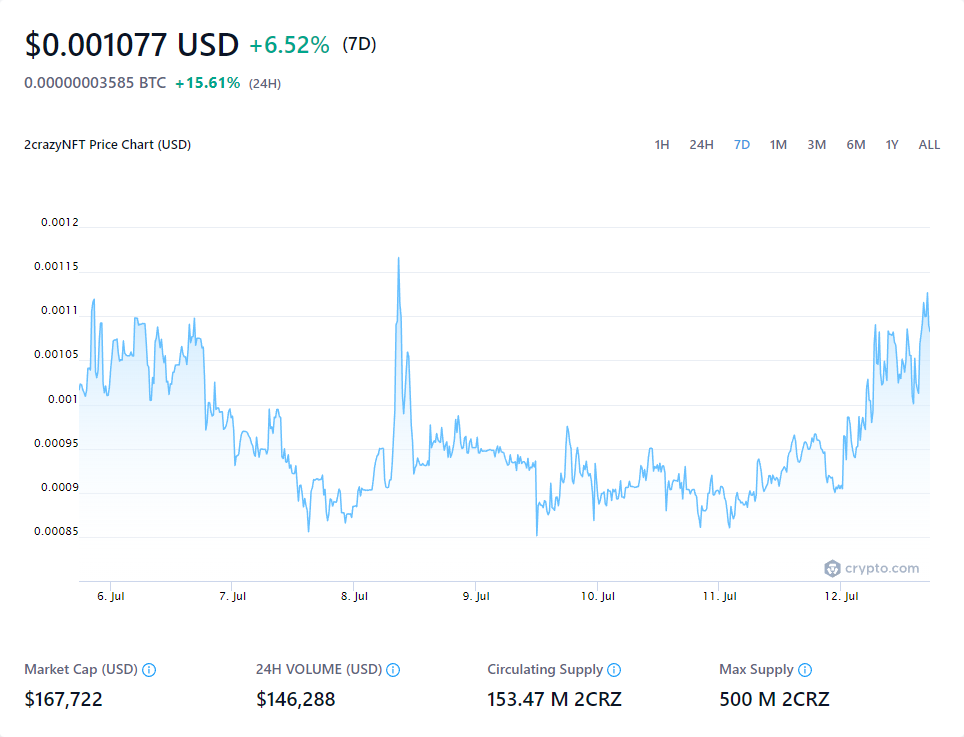 $0.001077 USD +6.52% (7D)
0.00000003585 BTC +15.61% (24H)
2crazyNFT Price Chart (USD) 1H 24H 7D 1M 3M 6M 1Y ALL
0.0012
0.00115
0.0011
0.00105
0.001
0.00095
0.0009
0.00085
crypto.com
6. Jul 7. Jul 8. Jul 9. Jul 10. Jul 11. Jul 12. Jul
Market Cap (USD) 24H VOLUME (USD) Circulating Supply Max Supply
$167,722 $146,288 153.47 M 2CRZ 500 M 2CRZ